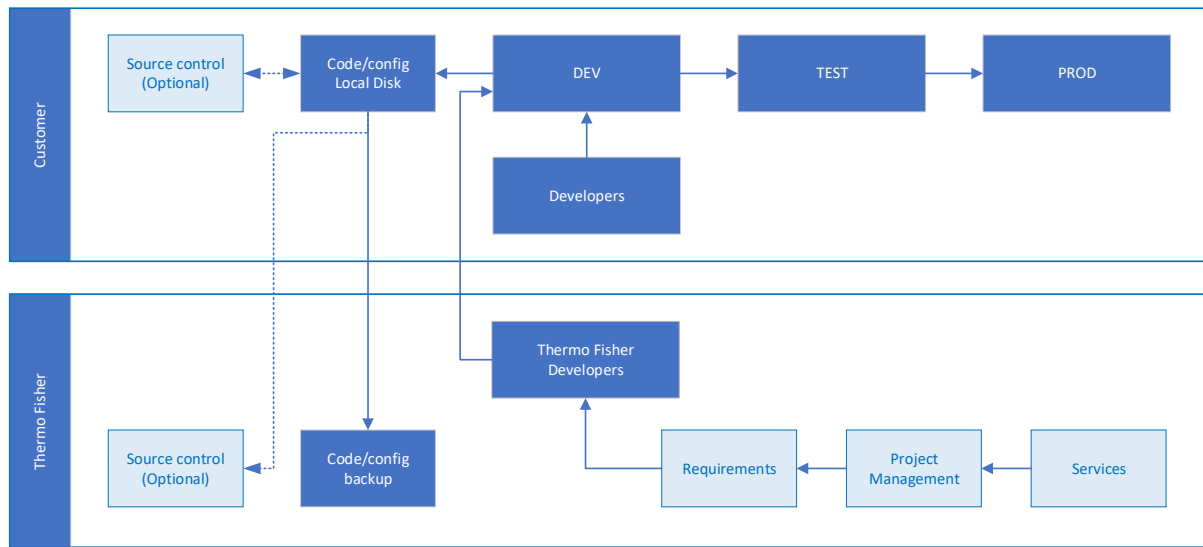 Customer
Source control
(Optional)
Code/config
Local Disk
DEV
TEST
PROD
Developers
Thermo Fisher
Thermo Fisher
Developers
Source control
(Optional)
Code/config
backup
Requirements
Project
Management
Services